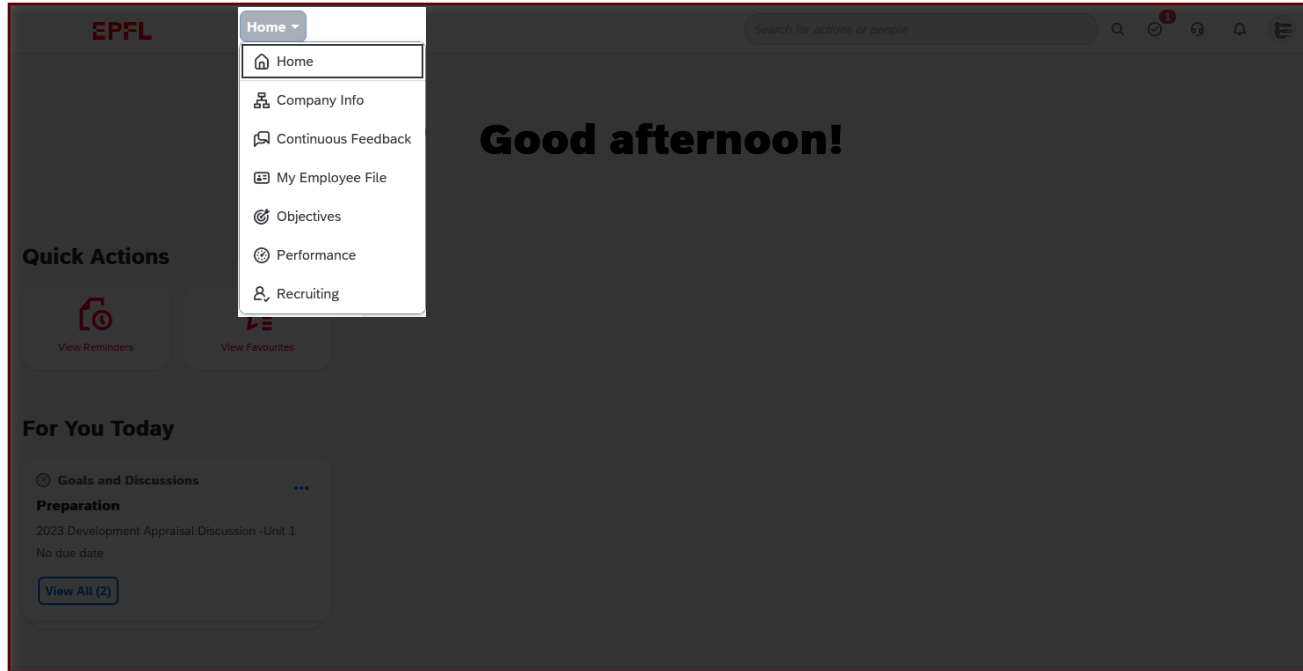 EPFL
Home
Search for actions or people
1
Home
Company Info
Continuous Feedback
My Employee File
Objectives
Performance
Recruiting
Good afternoon!
Quick Actions
View Reminders
View Favourites
For You Today
Goals and Discussions
Preparation
2023 Development Appraisal Discussion -Unit 1
No due date
View All (2)